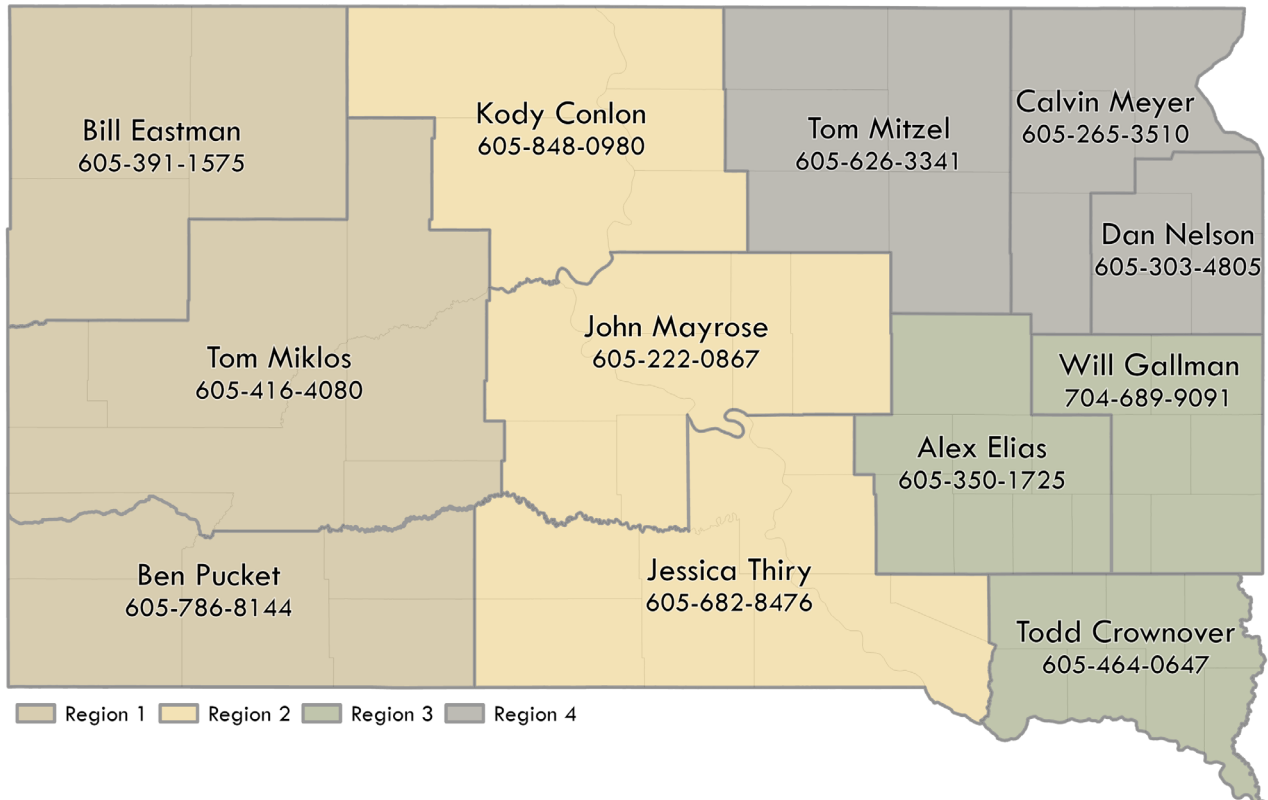 Bill Eastman
605-391-1575
Kody Conlon
605-848-0980
Tom Mitzel
605-626-3341
Calvin Meyer
605-265-3510
Dan Nelson
605-303-4805
Tom Miklos
605-416-4080
John Mayrose
605-222-0867
Will Gallman
704-689-9091
Alex Elias
605-350-1725
Ben Pucket
605-786-8144
Jessica Thiry
605-682-8476
Todd Crownover
605-464-0647
Region 1 Region 2 Region 3 Region 4